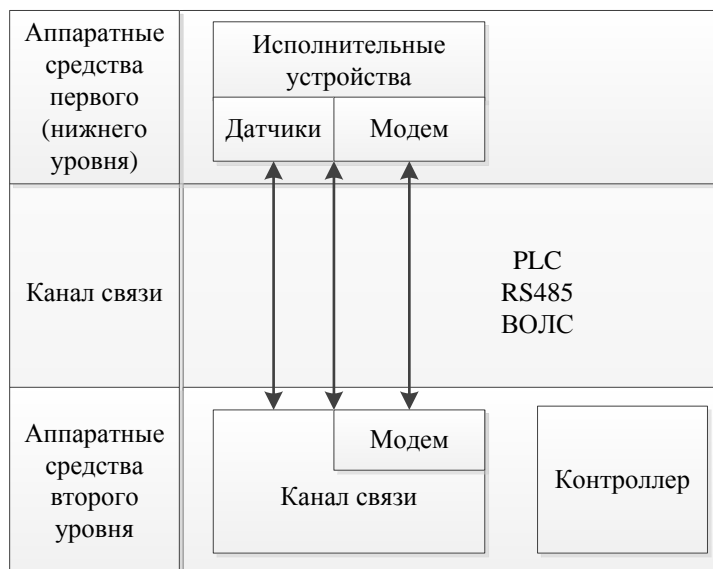 Аппаратные
средства
первого
(нижнего
уровня)
Исполнительные
устройства
Датчики
Модем
Канал связи
PLC
RS485
ВОЛС
Аппаратные
средства
второго
уровня
Модем
Канал связи
Контроллер